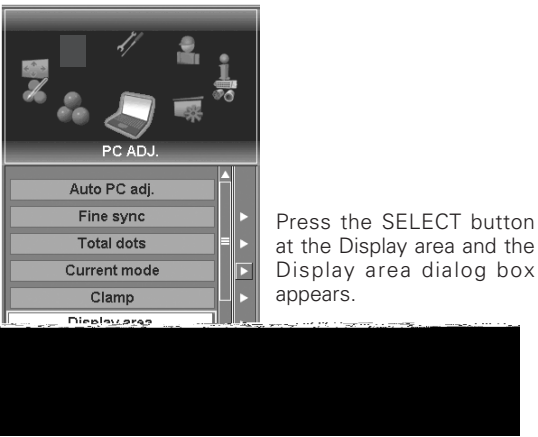 PC ADJ.
Auto PC adj.
Fine sync
Total dots
Current mode
Clamp
Display area
Press the SELECT button
at the Display area and the
Display area dialog box
appears.